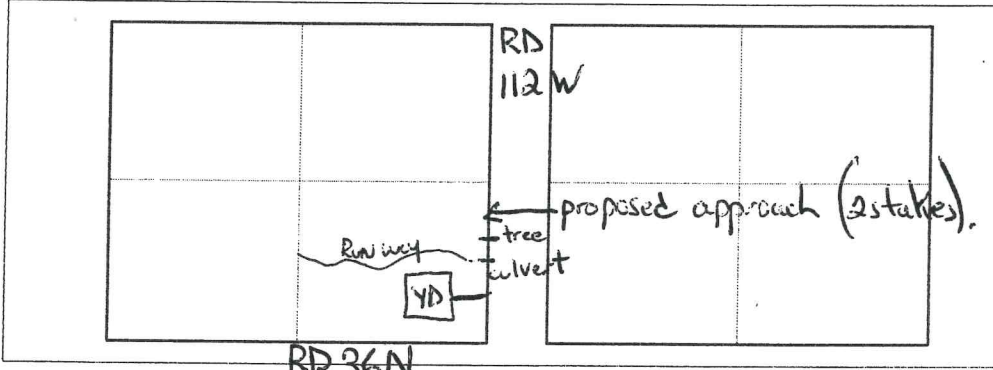 RD
112 W
proposed approach (2 stakes).
tree
Runway
culvert
YD
RD 36N